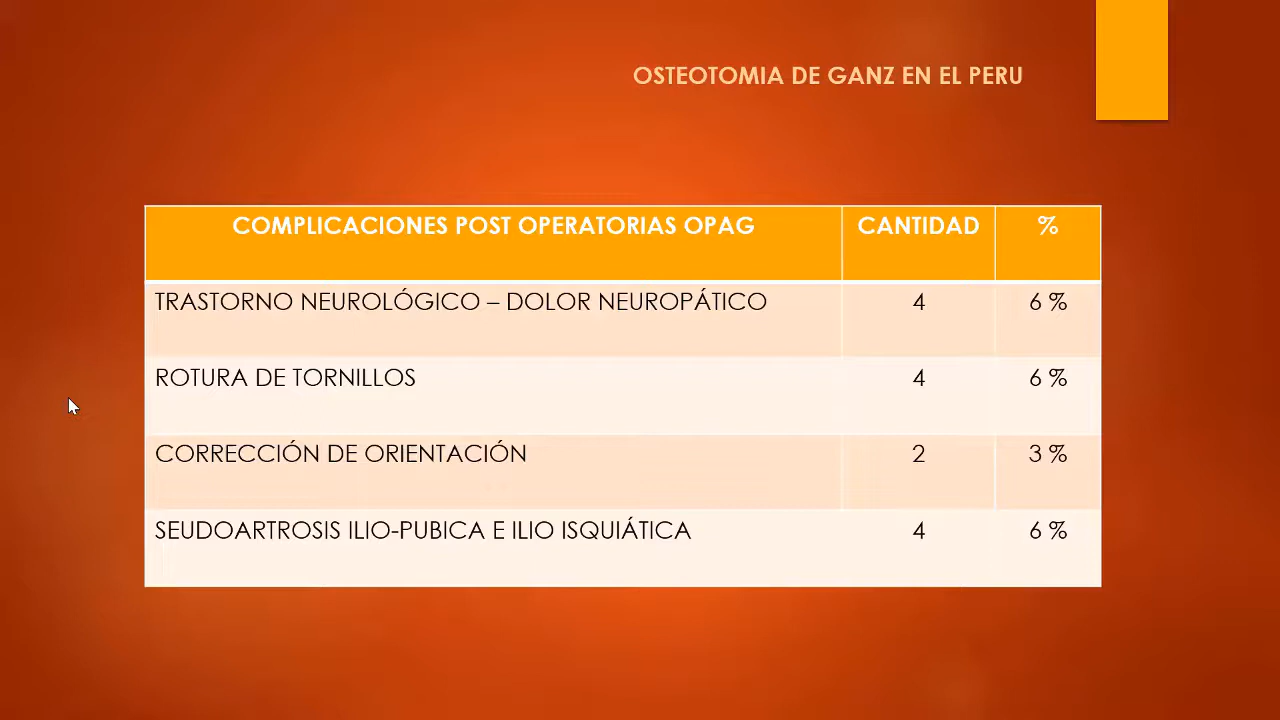 OSTEOTOMIA DE GANZ EN EL PERU
COMPLICACIONES POST OPERATORIAS OPAG CANTIDAD %
TRASTORNO NEUROLÓGICO – DOLOR NEUROPÁTICO 4 6 %
ROTURA DE TORNILLOS 4 6 %
CORRECCIÓN DE ORIENTACIÓN 2 3 %
SEUDOARTROSIS ILIO-PUBICA E ILIO ISQUIÁTICA 4 6 %